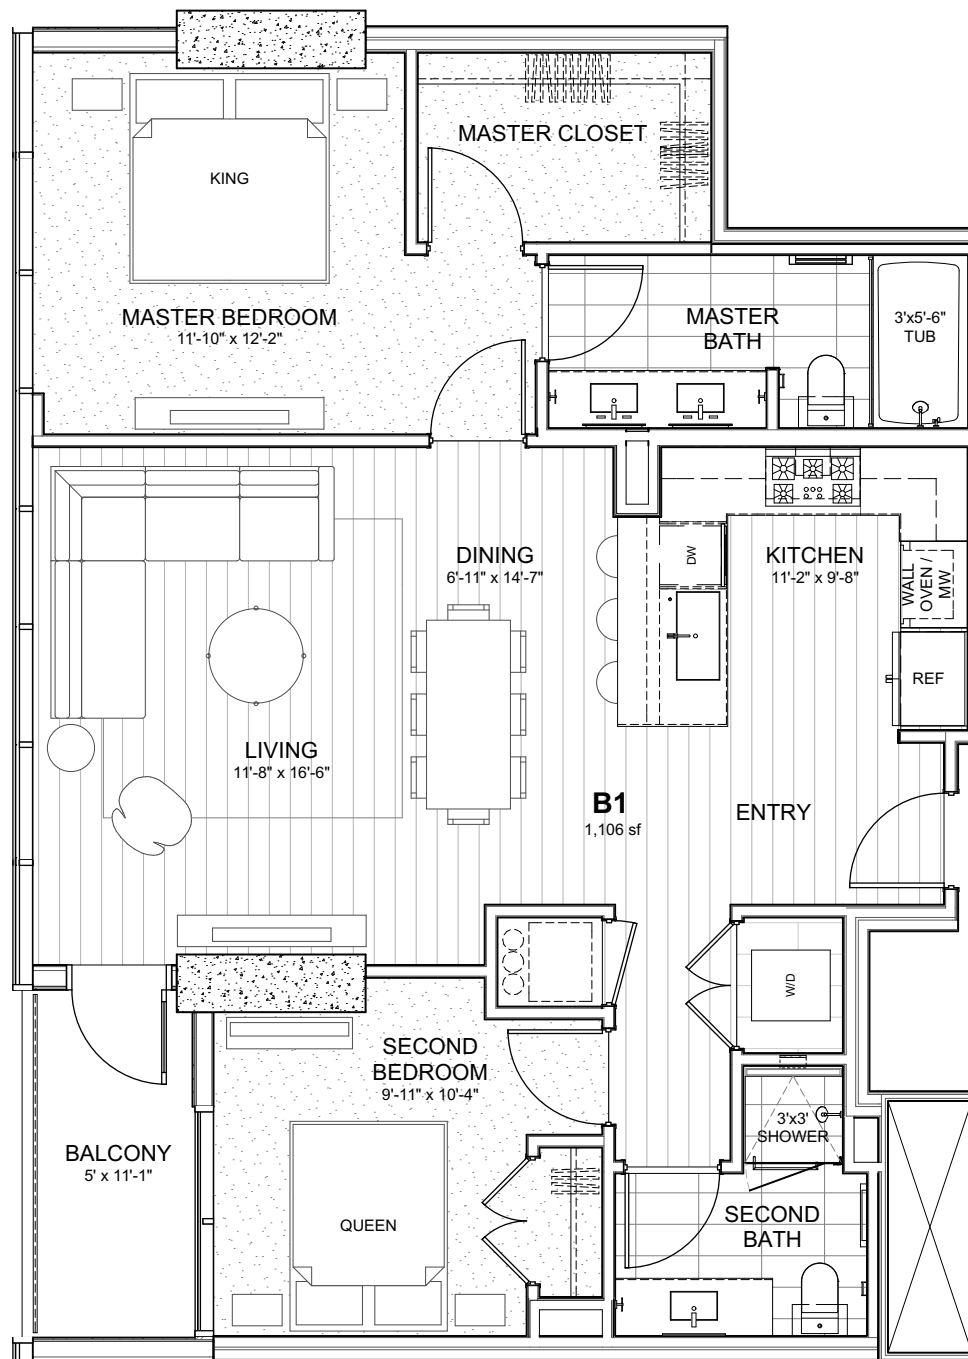 MASTER CLOSET
KING
MASTER BEDROOM
11'-10" x 12'-2"
MASTER
BATH
3'x5'-6"
TUB
DINING
6'-11" x 14'-7"
DW
KITCHEN
11'-2" x 9'-8"
WALL
OVEN /
MW
REF
LIVING
11'-8" x 16'-6"
B1
1,106 sf
ENTRY
W/D
SECOND
BEDROOM
9'-11" x 10'-4"
3'x3'
SHOWER
BALCONY
5' x 11'-1"
QUEEN
SECOND
BATH